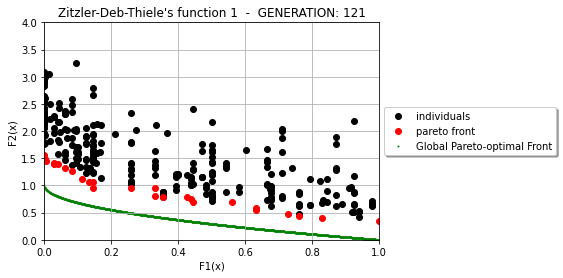 Zitzler-Deb-Thiele's function 1 - GENERATION: 121
4.0
3.5
3.0
2.5
2.0
1.5
1.0
0.5
0.0
F2(x)
0.0 0.2 0.4 0.6 0.8 1.0
F1(x)
individuals
pareto front
Global Pareto-optimal Front